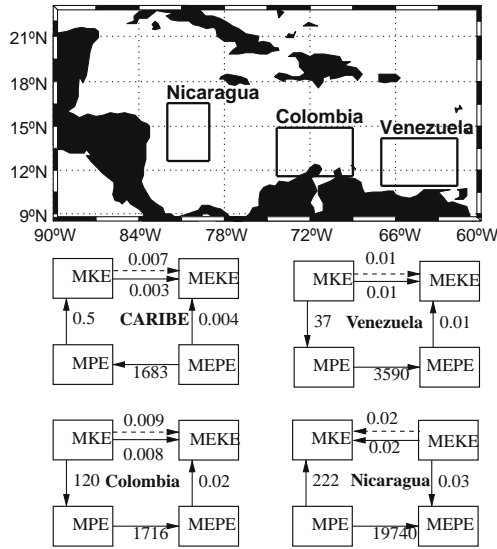 21ºN
18ºN
15ºN
12ºN
9ºN
Nicaragua
Colombia
Venezuela
90ºW 84ºW 78ºW 72ºW 66ºW 60ºW
MKE 0.007 MEKE
0.003
0.5 CARIBE 0.004
MPE 1683 MEPE
MKE 0.01 MEKE
0.01
37 Venezuela 0.01
MPE 3590 MEPE
MKE 0.009 MEKE
0.008
120 Colombia 0.02
MPE 1716 MEPE
MKE 0.02 MEKE
0.02
222 Nicaragua 0.03
MPE 19740 MEPE